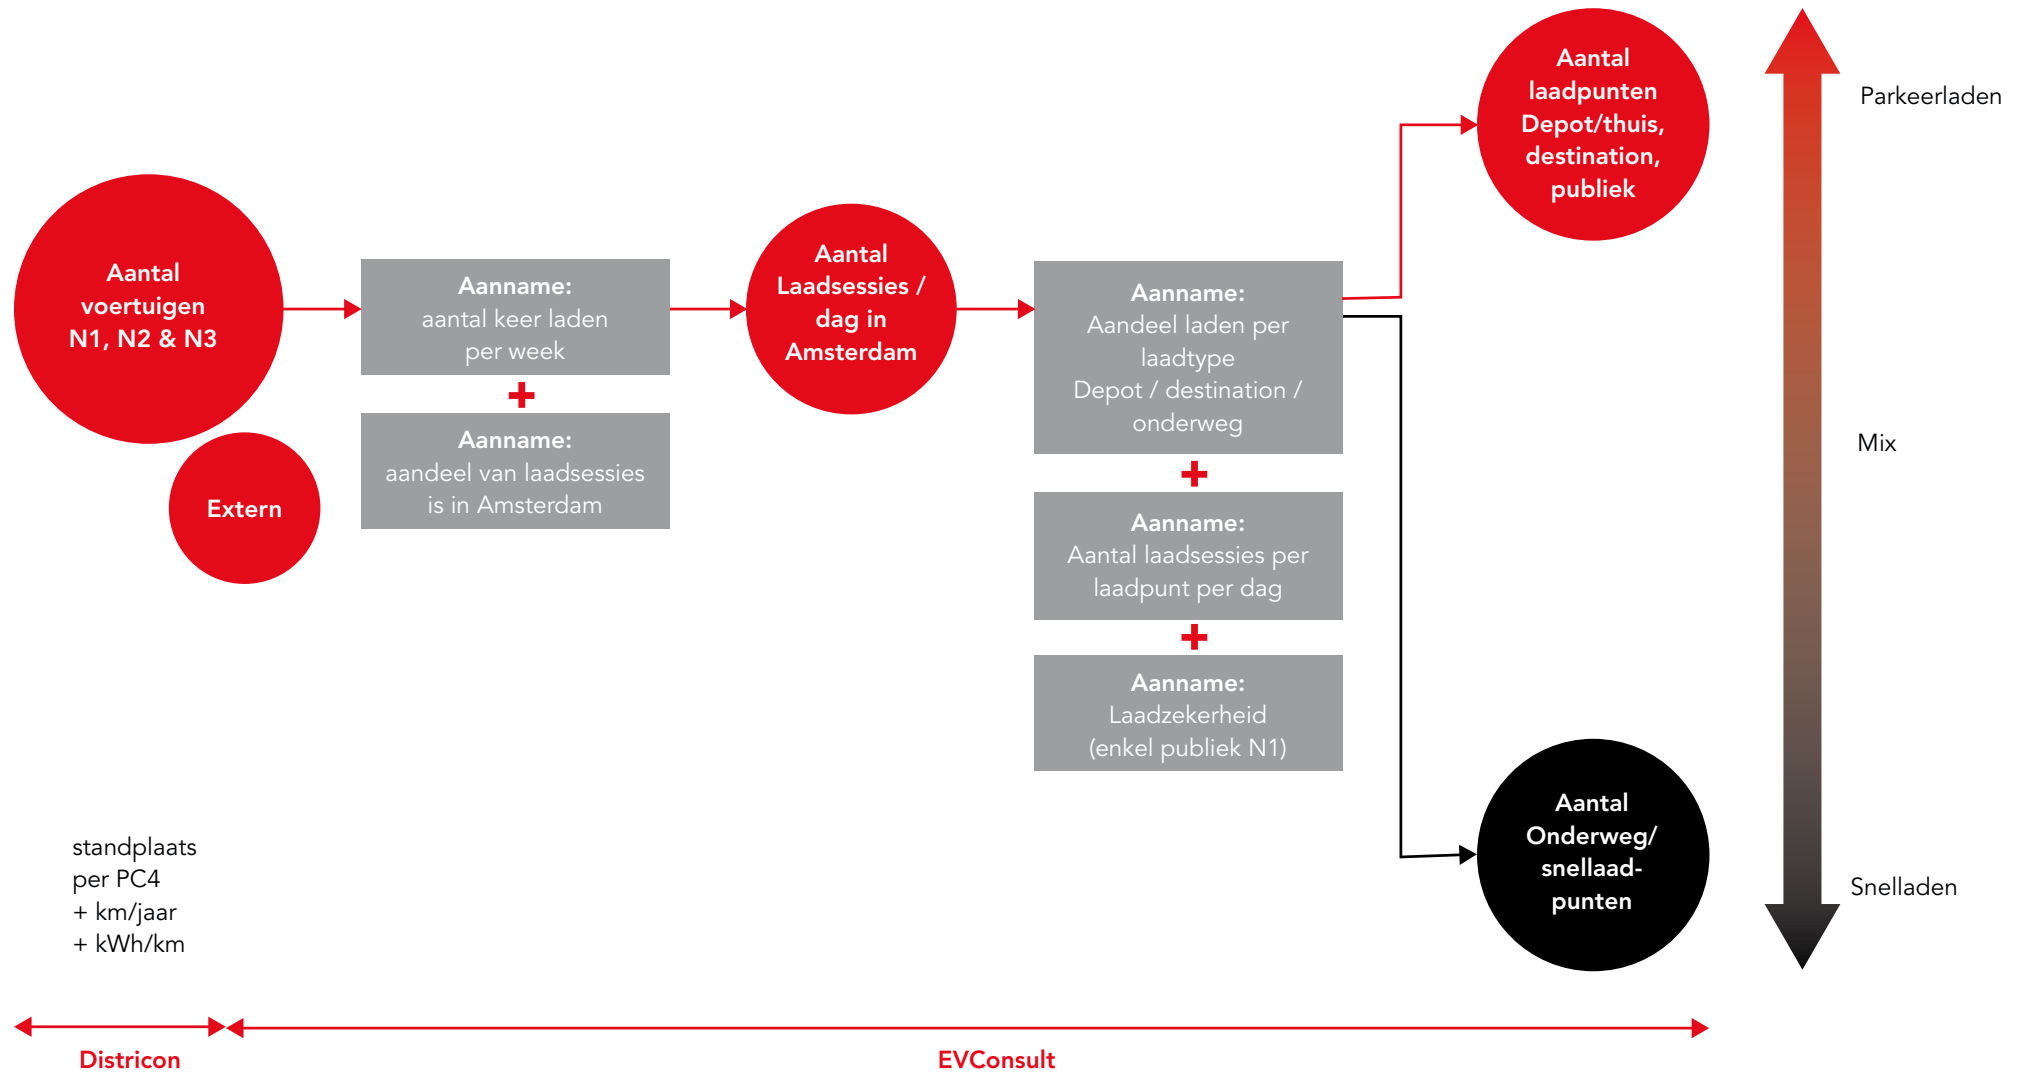 Aantal
voertuigen
N1, N2 & N3
Extern
Aanname:
aantal keer laden
per week
+
Aanname:
aandeel van laadsessies
is in Amsterdam
Aantal
Laadsessies /
dag in
Amsterdam
Aanname:
Aandeel laden per
laadtype
Depot / destination /
onderweg
+
Aanname:
Aantal laadsessies per
laadpunt per dag
+
Aanname:
Laadzekerheid
(enkel publiek N1)
Aantal
laadpunten
Depot/thuis,
destination,
publiek
Aantal
Onderweg/
snellaad-
punten
Parkeerladen
Mix
Snelladen
standplaats
per PC4
+ km/jaar
+ kWh/km
Districon
EVConsult